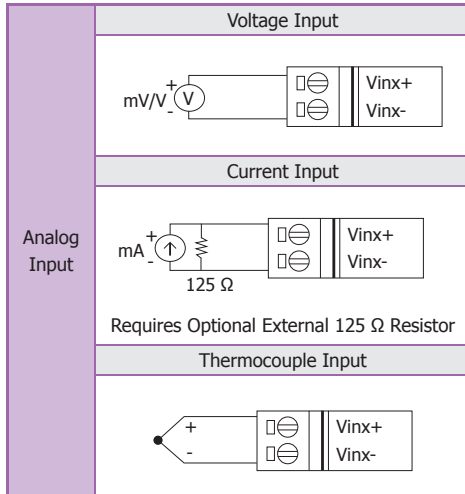 Analog
Input
Voltage Input
mV/V
+
V
-
Vinx+
Vinx-
Current Input
mA
+
-
125 Ω
Vinx+
Vinx-
Requires Optional External 125 Ω Resistor
Thermocouple Input
+
-
Vinx+
Vinx-